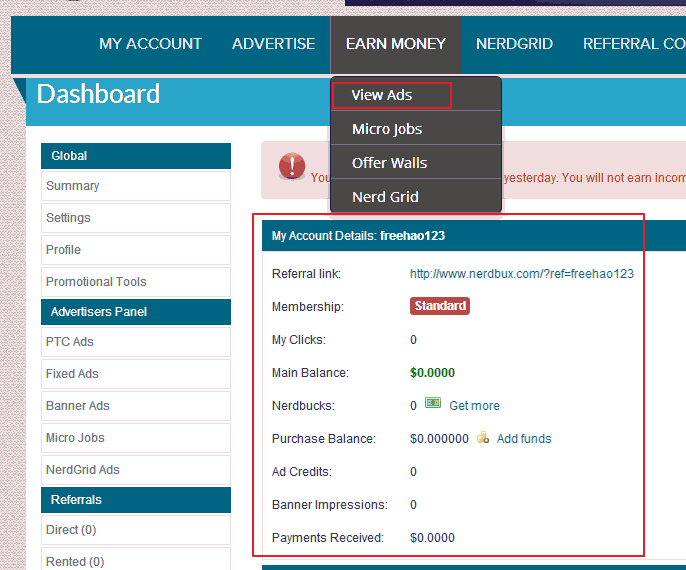 MY ACCOUNT ADVERTISE EARN MONEY NERDGRID REFERRAL CO
Dashboard
View Ads
Micro Jobs
Offer Walls
Nerd Grid
You yesterday. You will not earn incom
Global
Summary
Settings
Profile
Promotional Tools
Advertisers Panel
PTC Ads
Fixed Ads
Banner Ads
Micro Jobs
NerdGrid Ads
Referrals
Direct (0)
Rented (0)
My Account Details: freehao123
Referral link: http://www.nerdbux.com/?ref=freehao123
Membership: Standard
My Clicks: 0
Main Balance: $0.0000
Nerdbucks: 0 Get more
Purchase Balance: $0.000000 Add funds
Ad Credits: 0
Banner Impressions: 0
Payments Received: $0.0000